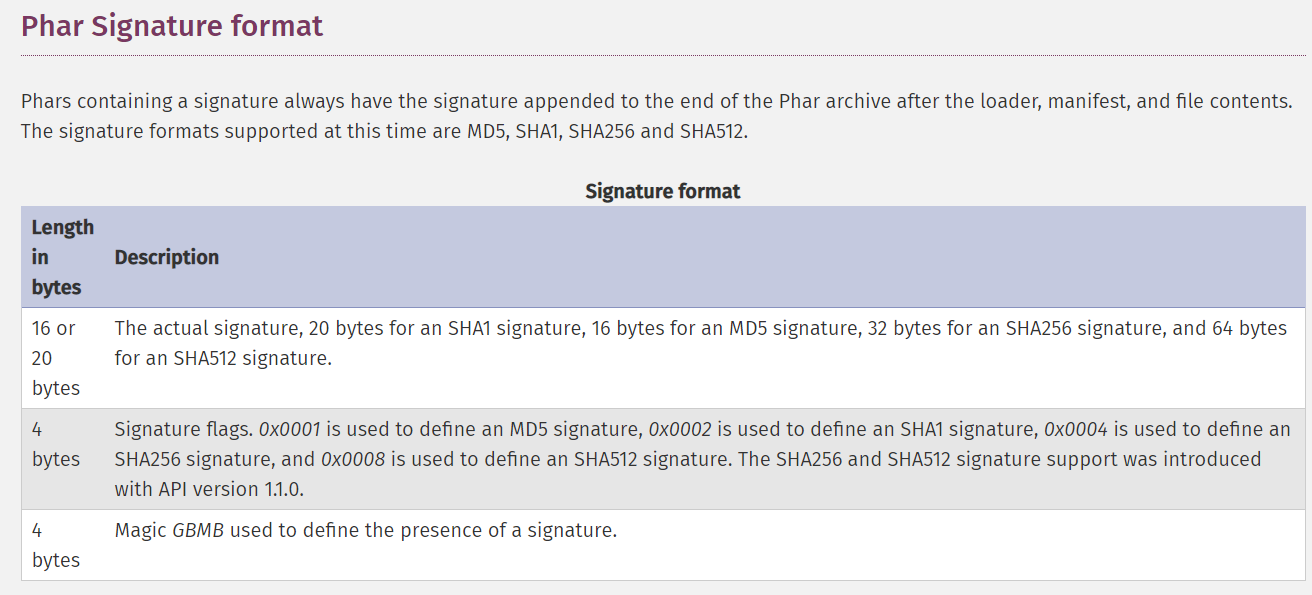 Phar Signature format
Phars containing a signature always have the signature appended to the end of the Phar archive after the loader, manifest, and file contents.
The signature formats supported at this time are MD5, SHA1, SHA256 and SHA512.
Signature format
Length
in
bytes
Description
16 or
20
bytes
The actual signature, 20 bytes for an SHA1 signature, 16 bytes for an MD5 signature, 32 bytes for an SHA256 signature, and 64 bytes
for an SHA512 signature.
4
bytes
Signature flags. 0x0001 is used to define an MD5 signature, 0x0002 is used to define an SHA1 signature, 0x0004 is used to define an
SHA256 signature, and 0x0008 is used to define an SHA512 signature. The SHA256 and SHA512 signature support was introduced
with API version 1.1.0.
4
bytes
Magic GBMB used to define the presence of a signature.